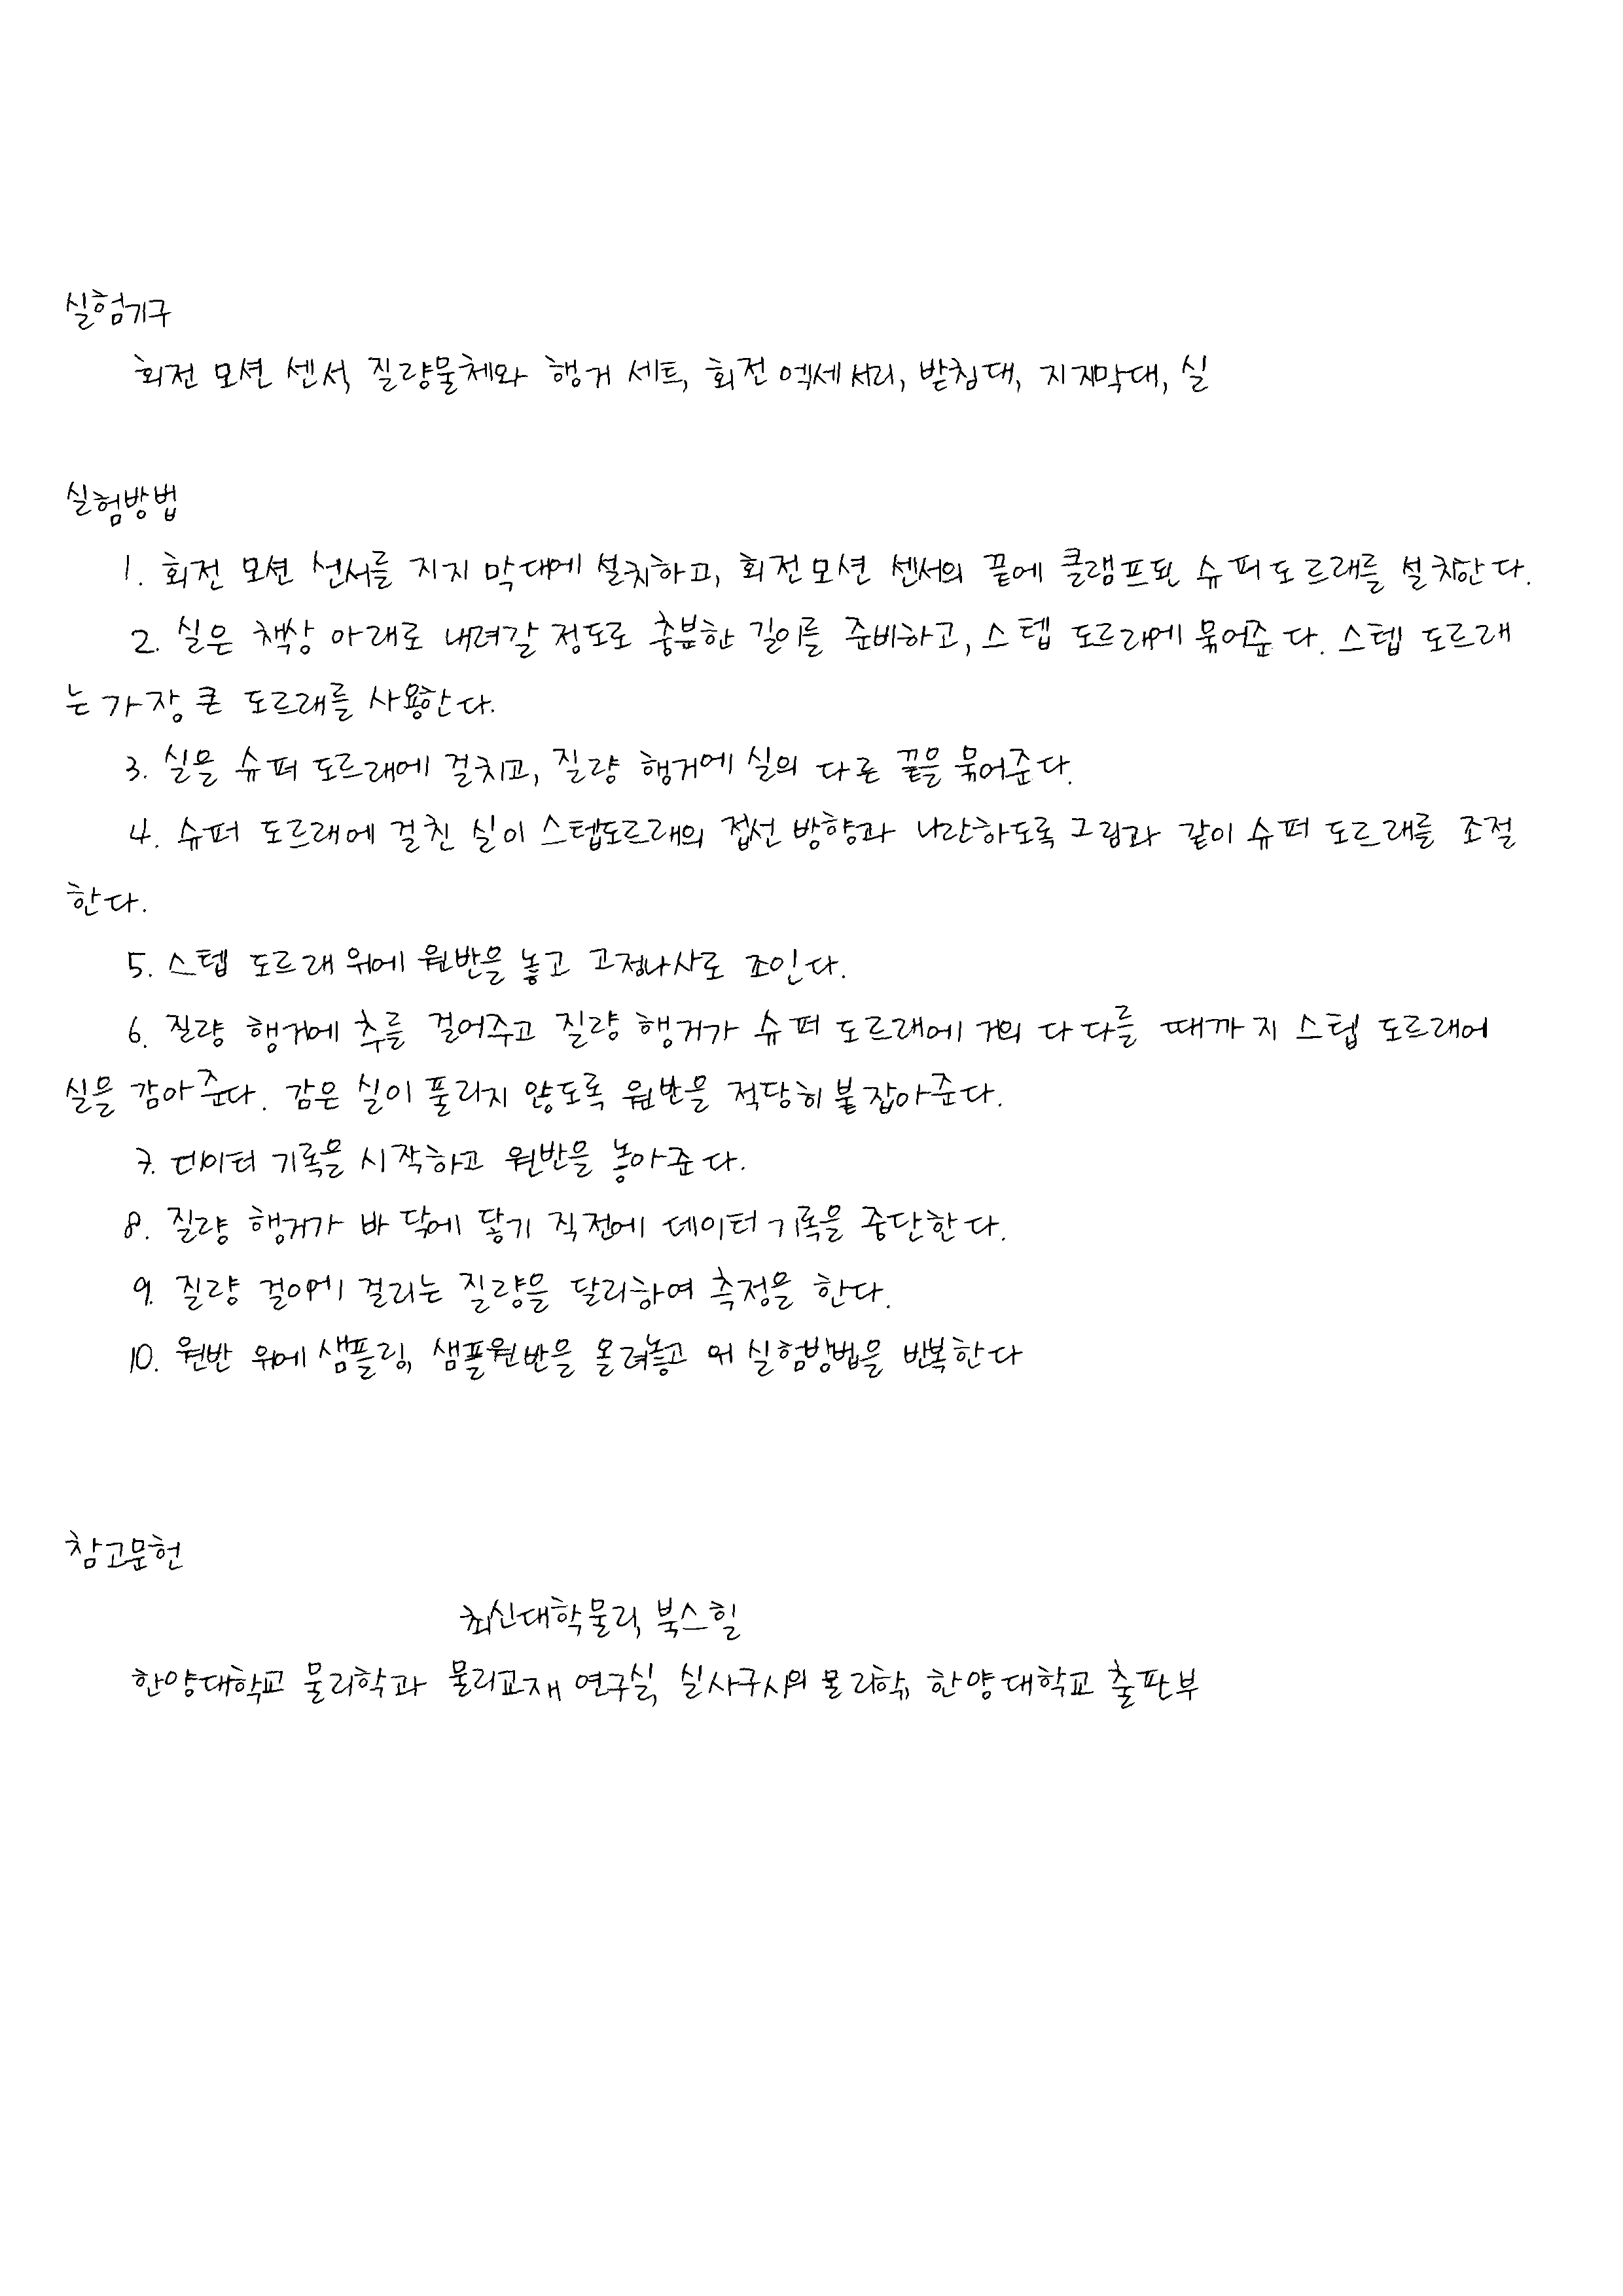 실험기구
회전 모션 센서, 질량물체와 행거 세트, 회전 엑세서리, 받침대, 지지막대, 실
실험방법
1. 회전 모션 선서를 지지 막대에 설치하고, 회전 모션 센서의 끝에 클램프된 슈퍼 도르래를 설치한다.
2. 실은 책상 아래로 내려갈 정도로 충분한 길이를 준비하고, 스텝 도르래에 묶어준다. 스텝 도르래
는 가장 큰 도르래를 사용한다.
3. 실을 슈퍼 도르래에 걸치고, 질량 행거에 실의 다른 끝을 묶어준다.
4. 슈퍼 도르래에 걸친 실이 스텝도르래의 접선 방향과 나란하도록 그림과 같이 슈퍼 도르래를 조절
한다.
5. 스텝 도르래 위에 원반을 놓고 고정나사로 조인다.
6. 질량 행거에 추를 걸어주고 질량 행거가 슈퍼 도르래에 거의 다다를 때까지 스텝 도르래에
실을 감아준다. 감은 실이 풀리지 않도록 원반을 적당히 붙잡아준다.
7. 데이터 기록을 시작하고 원반을 놓아준다.
8. 질량 행거가 바닥에 닿기 직전에 데이터 기록을 중단한다.
9. 질량 걸이에 걸리는 질량을 달리하여 측정을 한다.
10. 원반 위에 샘플링, 샘플원반을 올려놓고 위 실험방법을 반복한다
참고문헌
최신대학물리, 북스힐
한양대학교 물리학과 물리교재 연구실, 실사구시의 물리학, 한양대학교 출판부